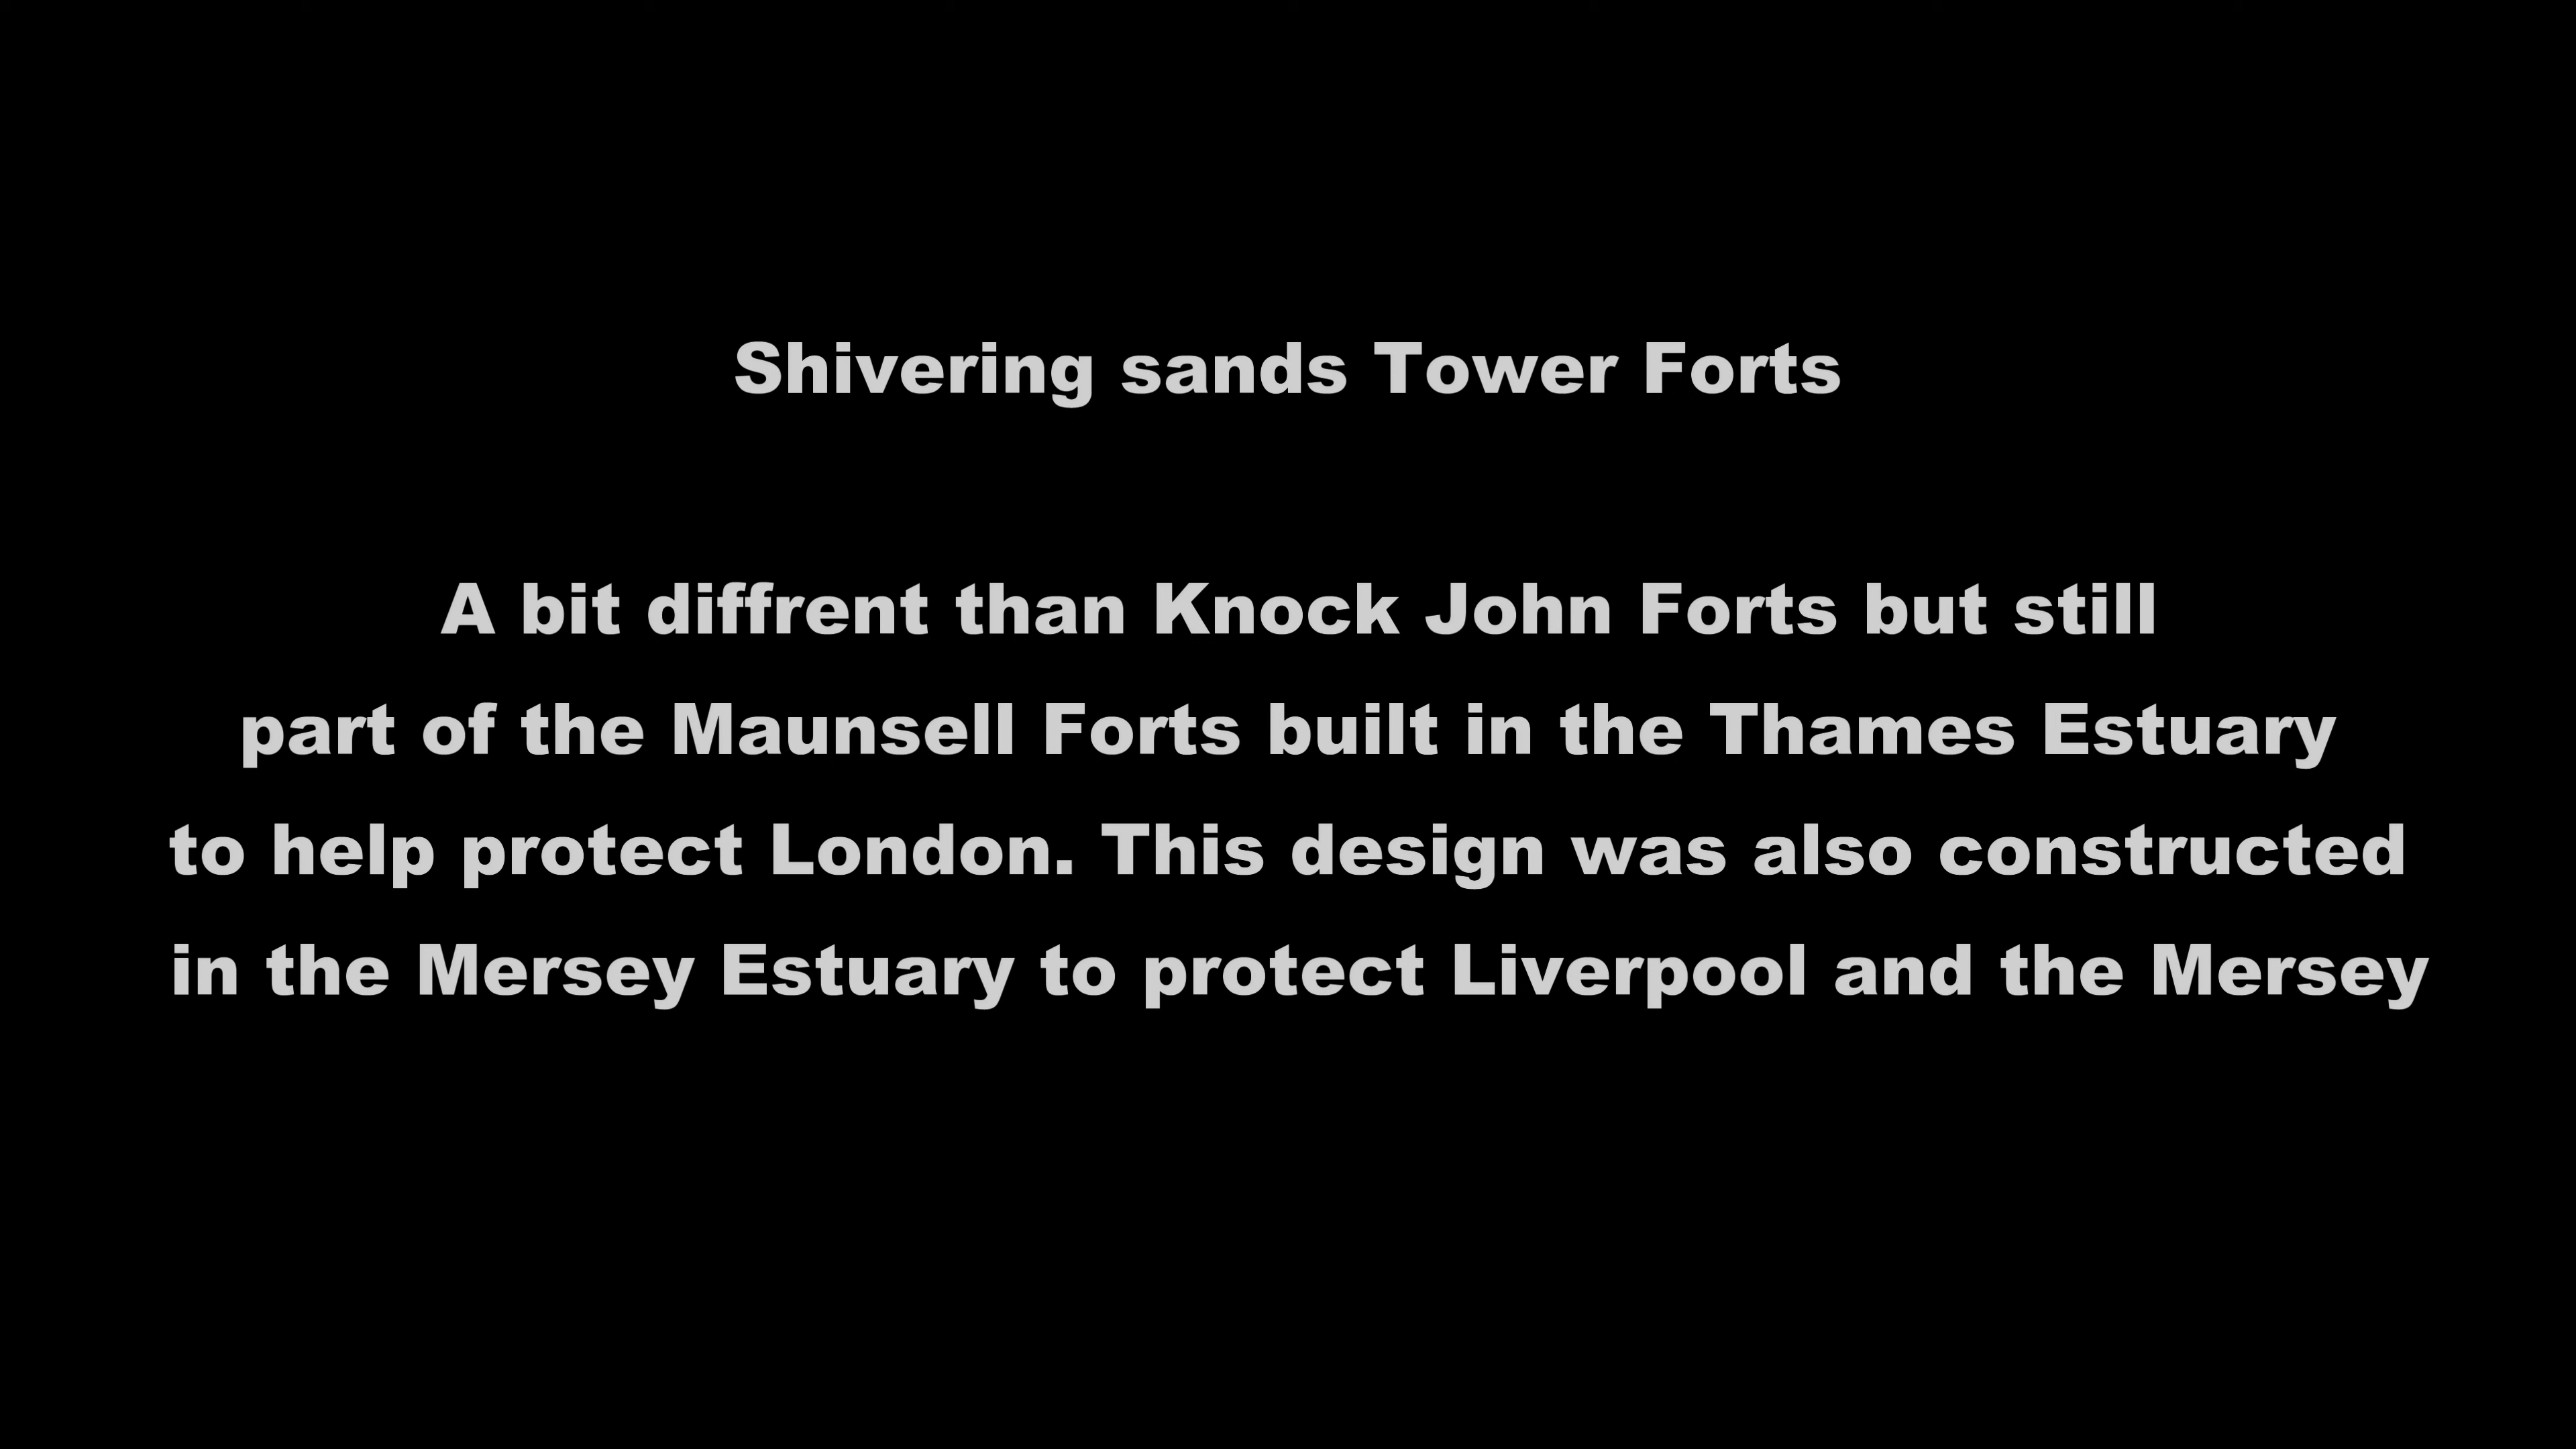 Shivering sands Tower Forts
A bit diffrent than Knock John Forts but still
part of the Maunsell Forts built in the Thames Estuary
to help protect London. This design was also constructed
in the Mersey Estuary to protect Liverpool and the Mersey